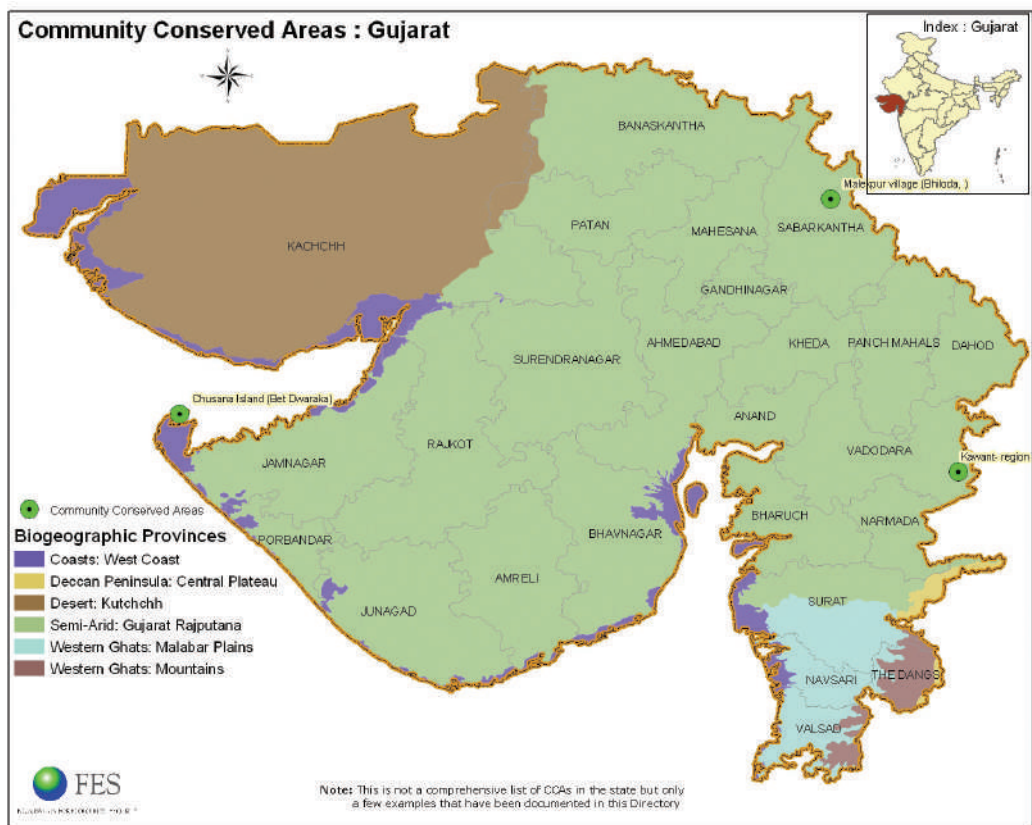 Community Conserved Areas : Gujarat
Index : Gujarat
BANASKANTHA
Malekpur village (Bhiloda, )
PATAN
MAHESANA
SABARKANTHA
KACHCHH
GANDHINAGAR
SURENDRANAGAR
AHMEDABAD
KHEDA
PANCH MAHALS
DAHOD
Chusana Island (Bet Dwaraka)
ANAND
RAJKOT
VADODARA
JAMNAGAR
Kawant- region
Community Conserved Areas
BHARUCH
NARMADA
BHAVNAGAR
PORBANDAR
Biogeographic Provinces
Coasts: West Coast
Deccan Peninsula: Central Plateau
Desert: Kutchchh
Semi-Arid: Gujarat Rajputana
Western Ghats: Malabar Plains
Western Ghats: Mountains
AMRELI
JUNAGAD
SURAT
NAVSARI
THE DANGS
VALSAD
FES
Note: This is not a comprehensive list of CCAs in the state but only
a few examples that have been documented in this Directory